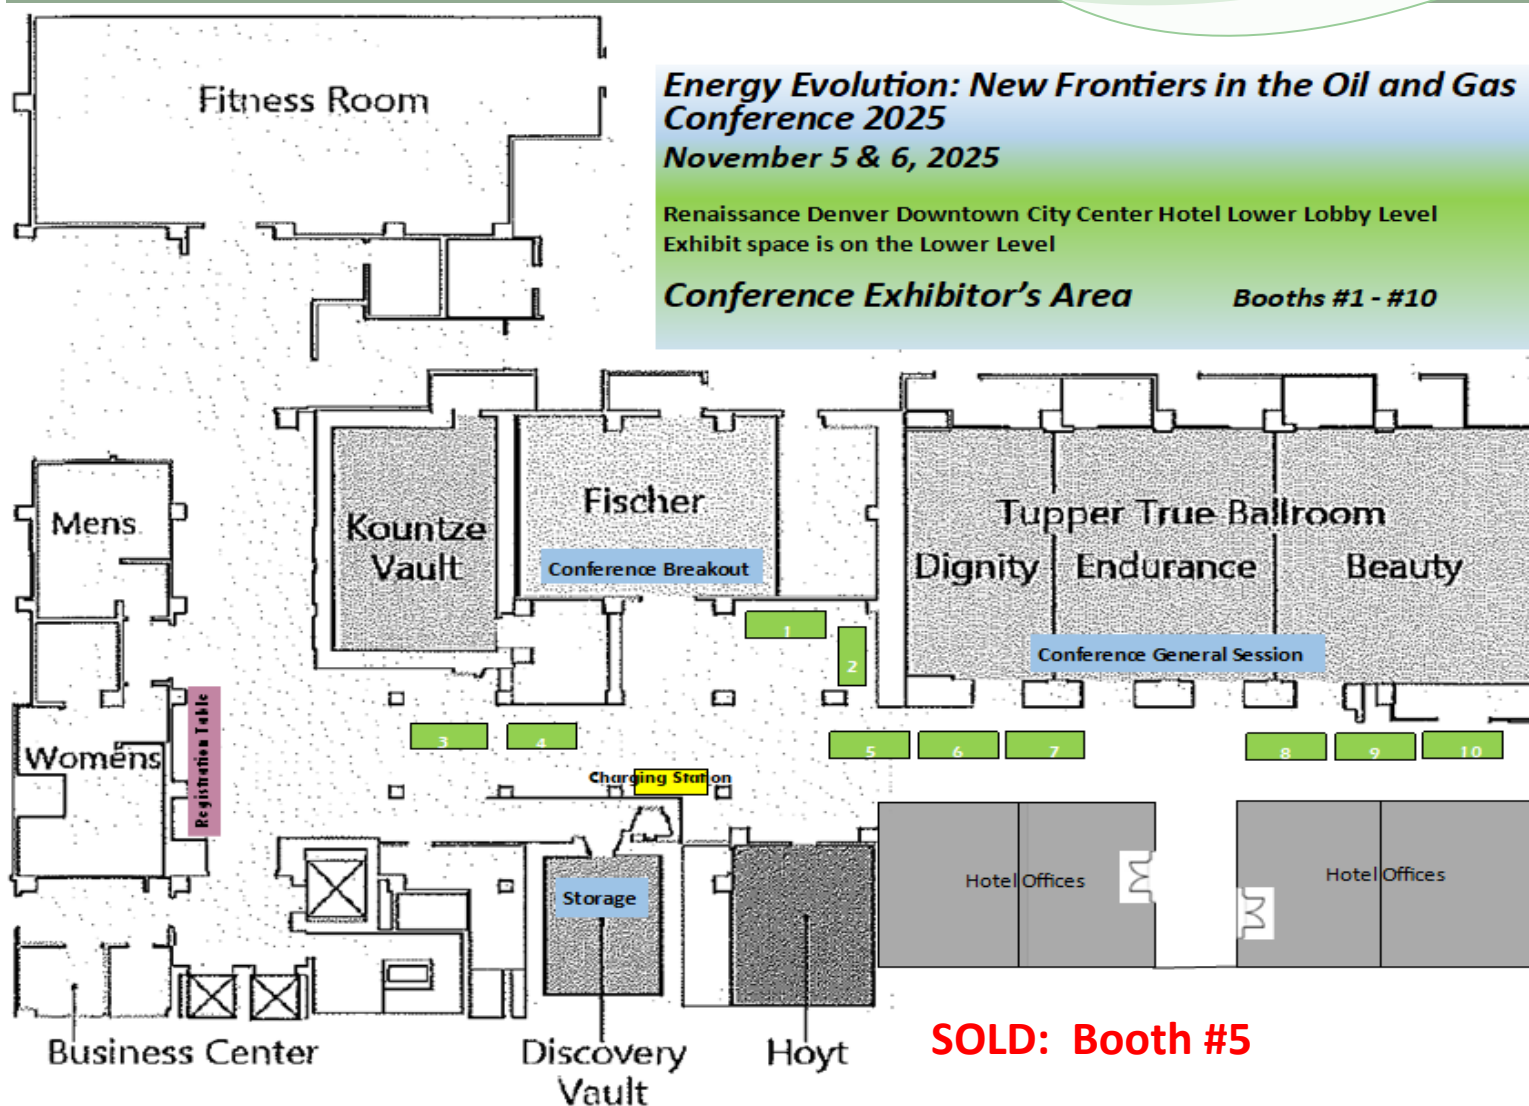 Fitness Room
Energy Evolution: New Frontiers in the Oil and Gas
Conference 2025
November 5 & 6, 2025
Renaissance Denver Downtown City Center Hotel Lower Lobby Level
Exhibit space is on the Lower Level
Conference Exhibitor's Area Booths #1 - #10
Mens
Kountze
Vault
Fischer
Conference Breakout
Tupper True Ballroom
Dignity
Endurance
Beauty
Conference General Session
1
2
3
4
5
6
7
8
9
10
Womens
Registration Table
Charging Station
Storage
Hotel Offices
Hotel Offices
Business Center
Discovery
Vault
Hoyt
SOLD: Booth #5